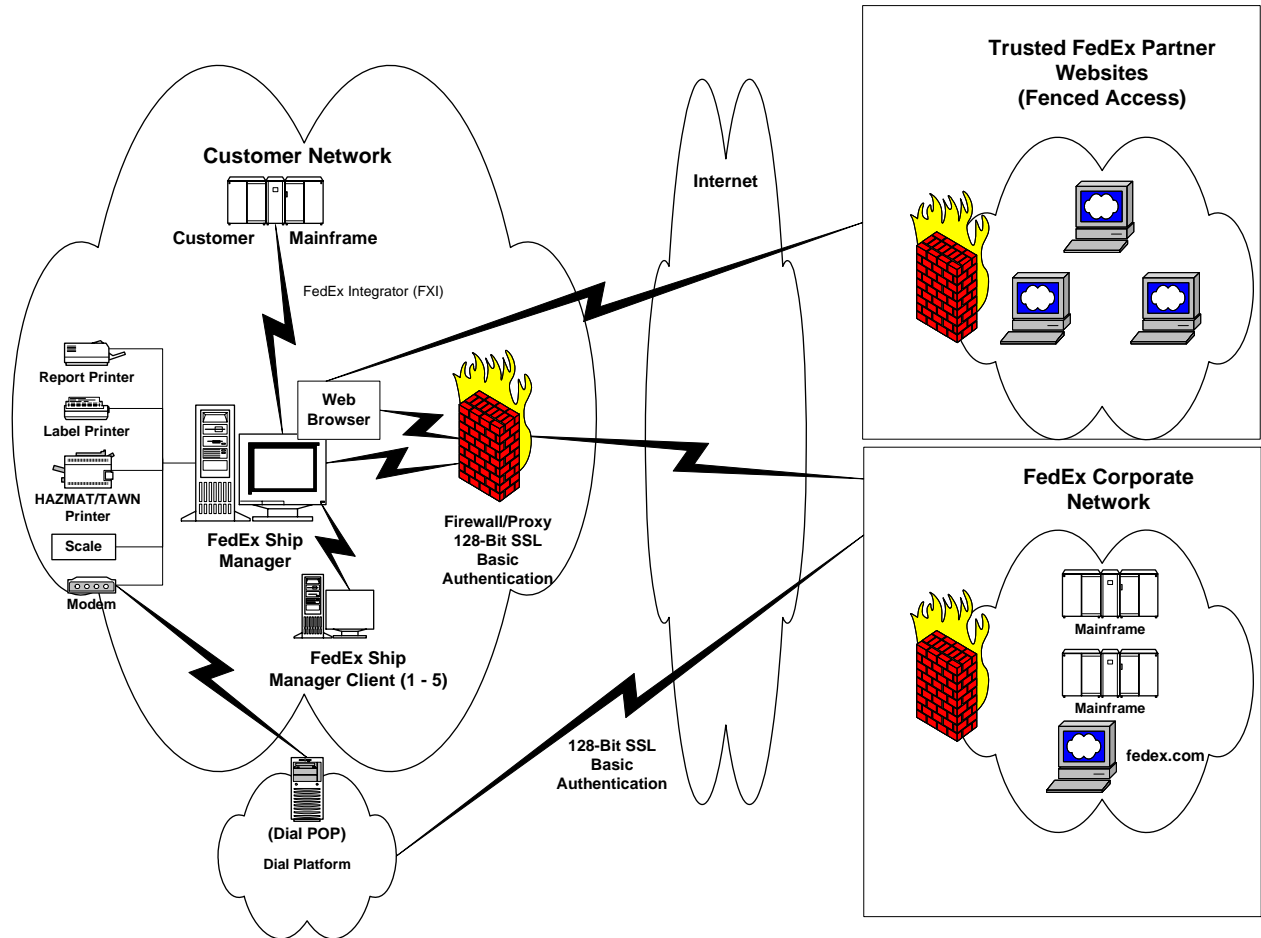 Trusted FedEx Partner
Websites
(Fenced Access)
Customer Network
Internet
Customer Mainframe
FedEx Integrator (FXI)
Report Printer
Label Printer
HAZMAT/TAWN
Printer
Scale
Modem
Web
Browser
FedEx Ship
Manager
Firewall/Proxy
128-Bit SSL
Basic
Authentication
FedEx Ship
Manager Client (1 - 5)
FedEx Corporate
Network
Mainframe
Mainframe
fedex.com
128-Bit SSL
Basic
Authentication
(Dial POP)
Dial Platform